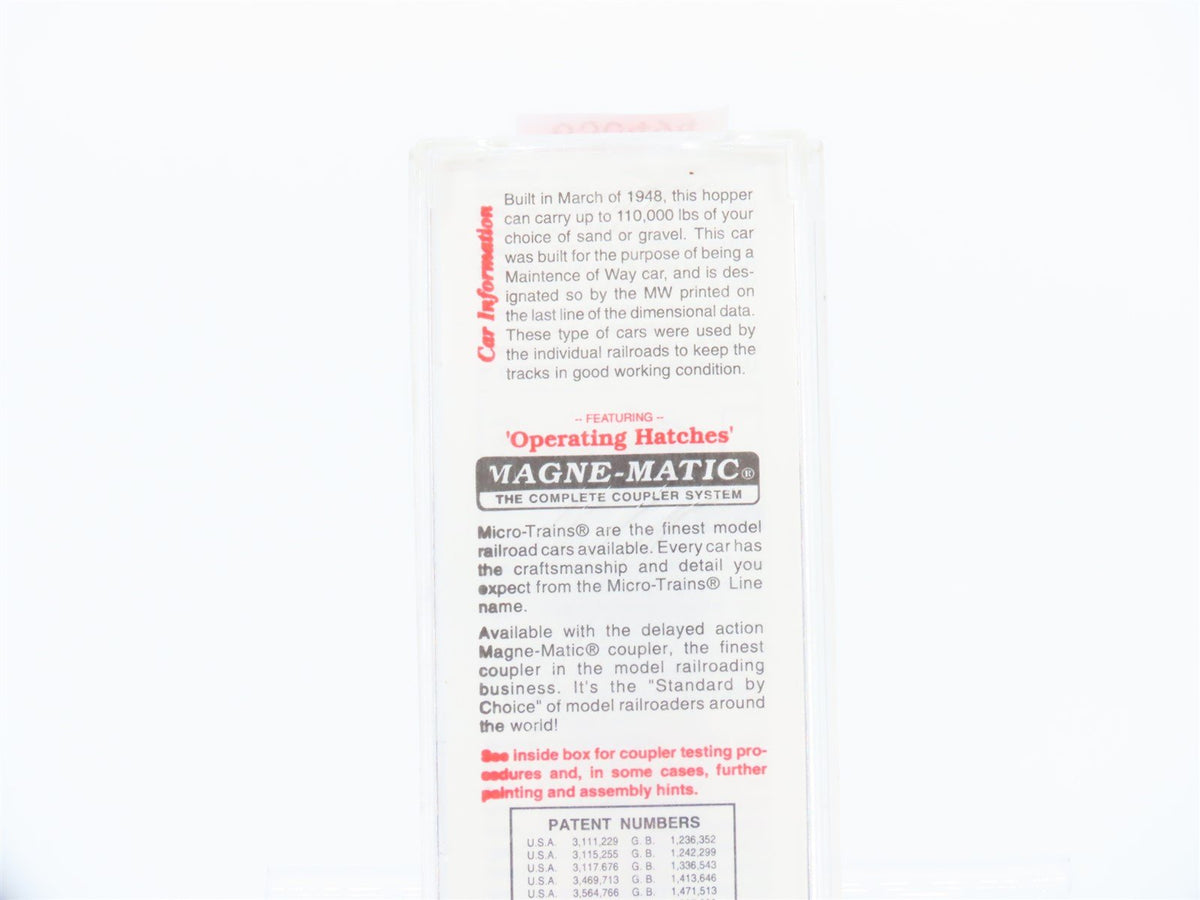 Car Information
Built in March of 1948, this hopper
can carry up to 110,000 lbs of your
choice of sand or gravel. This car
was built for the purpose of being a
Maintence of Way car, and is des-
ignated so by the MW printed on
the last line of the dimensional data.
These type of cars were used by
the individual railroads to keep the
tracks in good working condition.
-- FEATURING --
'Operating Hatches'
MAGNE-MATIC®
THE COMPLETE COUPLER SYSTEM
Micro-Trains® are the finest model
railroad cars available. Every car has
the craftsmanship and detail you
expect from the Micro-Trains® Line
name.
Available with the delayed action
Magne-Matic® coupler, the finest
coupler in the model railroading
business. It's the "Standard by
Choice" of model railroaders around
the world!
See inside box for coupler testing pro-
cedures and, in some cases, further
painting and assembly hints.
PATENT NUMBERS
U.S.A. 3,111,229 G. B. 1,236,352
U.S.A. 3,115,255 G. B. 1,242,299
U.S.A. 3,117.676 G. B. 1,336,543
U.S.A. 3,469,713 G. B. 1,413,646
U.S.A. 3,564,766 G. B. 1,471,513